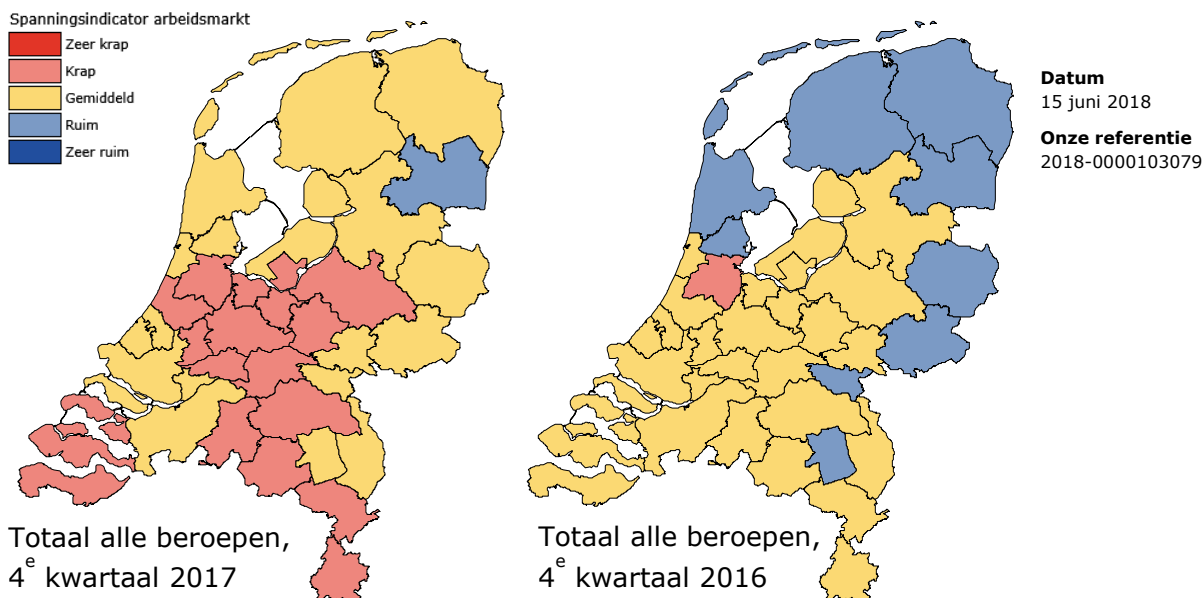 Spanningsindicator arbeidsmarkt
Zeer krap
Krap
Gemiddeld
Ruim
Zeer ruim
Totaal alle beroepen,
4e kwartaal 2017
Totaal alle beroepen,
4e kwartaal 2016
Datum
15 juni 2018
Onze referentie
2018-0000103079